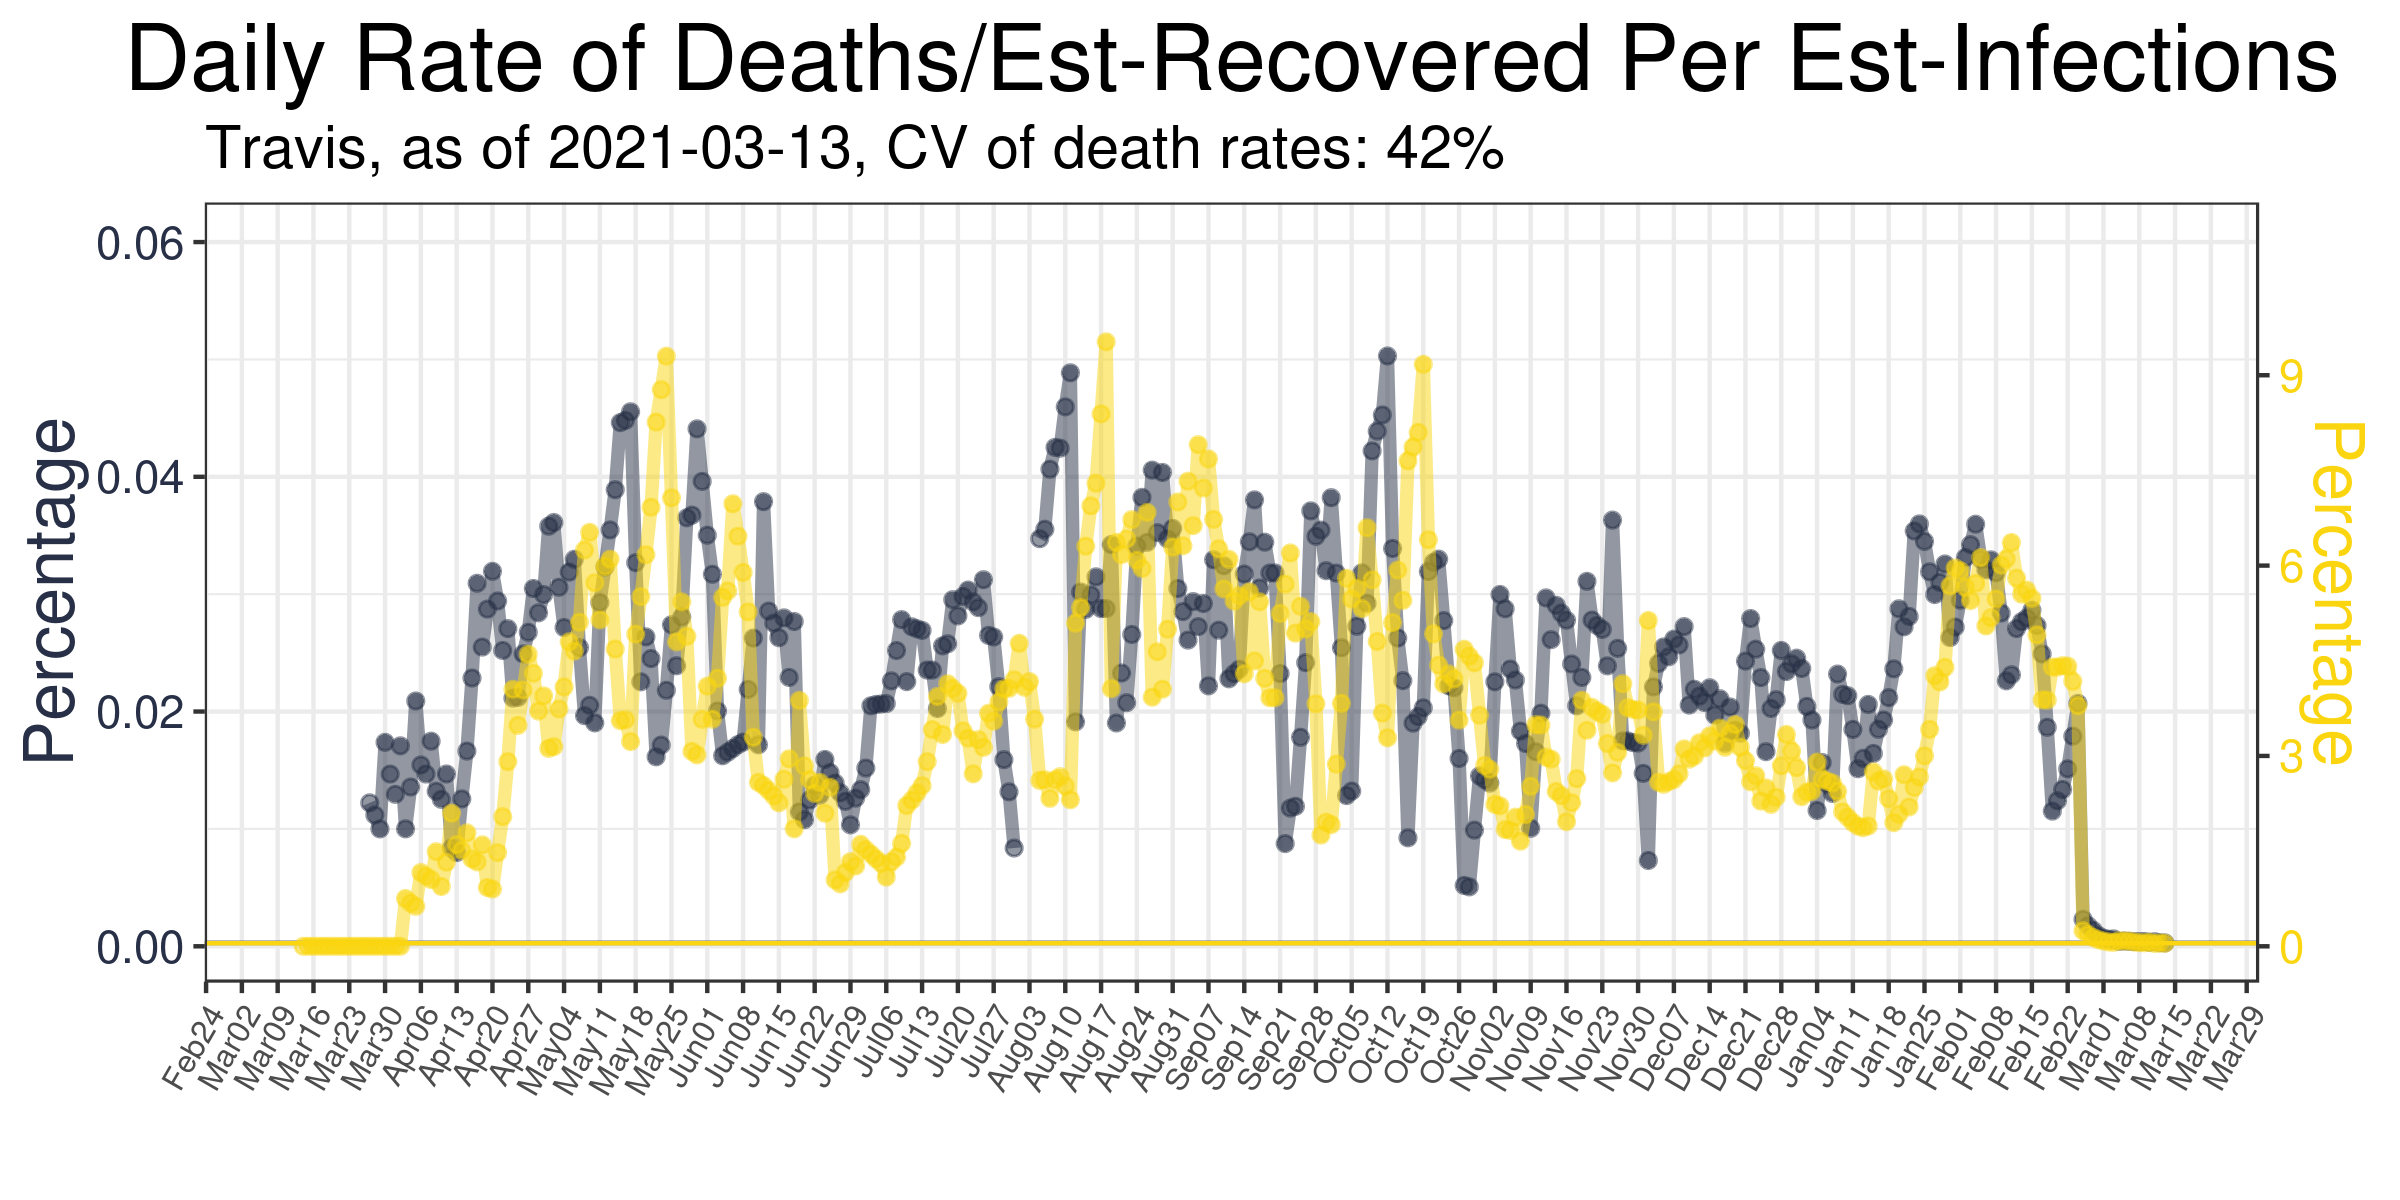 Daily Rate of Deaths/Est-Recovered Per Est-Infections
Travis, as of 2021-03-13, CV of death rates: 42%
Percentage
0.06
0.04
0.02
0.00
9
6
3
0
Percentage
Feb24
Mar02
Mar09
Mar16
Mar23
Mar30
Apr06
Apr13
Apr20
Apr27
May04
May11
May18
May25
Jun01
Jun08
Jun15
Jun22
Jun29
Jul06
Jul13
Jul20
Jul27
Aug03
Aug10
Aug17
Aug24
Aug31
Sep07
Sep14
Sep21
Sep28
Oct05
Oct12
Oct19
Oct26
Nov02
Nov09
Nov16
Nov23
Nov30
Dec07
Dec14
Dec21
Dec28
Jan04
Jan11
Jan18
Jan25
Feb01
Feb08
Feb15
Feb22
Mar01
Mar08
Mar15
Mar22
Mar29